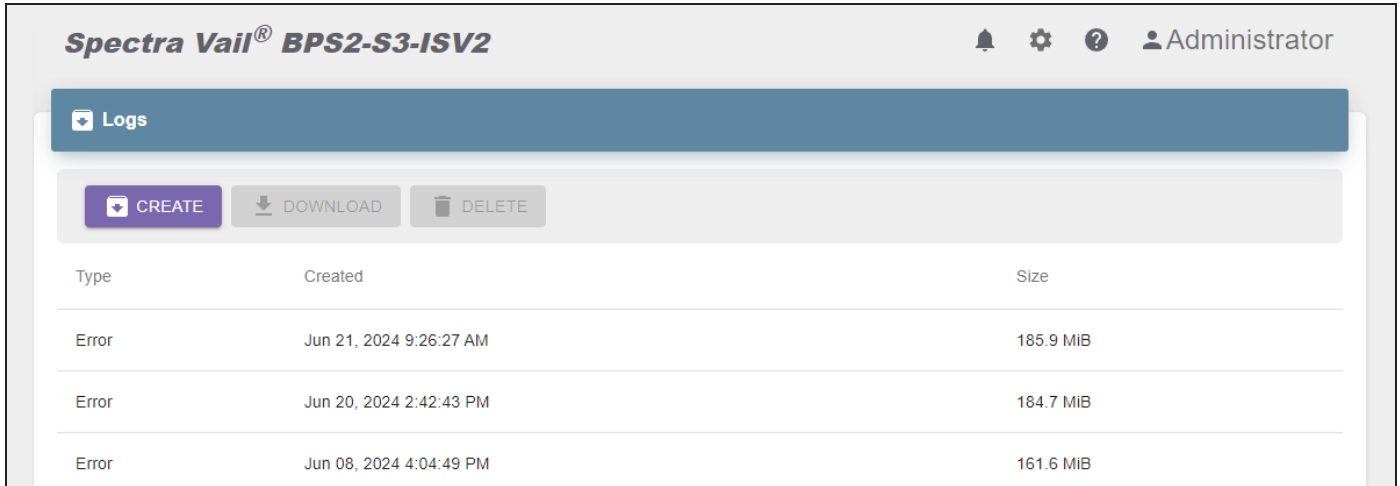 Spectra Vail® BPS2-S3-ISV2 Administrator
Logs
CREATE DOWNLOAD DELETE
Type Created Size
Error Jun 21, 2024 9:26:27 AM 185.9 MiB
Error Jun 20, 2024 2:42:43 PM 184.7 MiB
Error Jun 08, 2024 4:04:49 PM 161.6 MiB